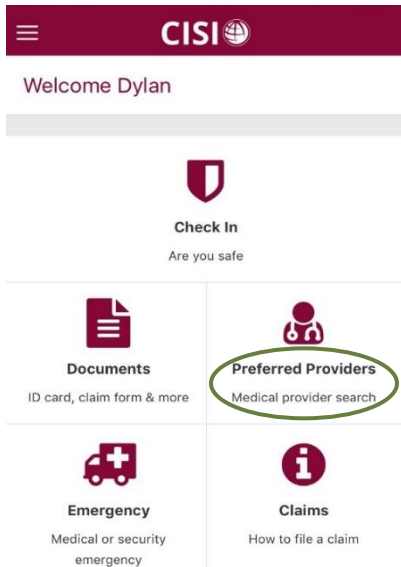 CISI
Welcome Dylan
Check In
Are you safe
Documents
ID card, claim form & more
Preferred Providers
Medical provider search
Emergency
Medical or security
emergency
Claims
How to file a claim